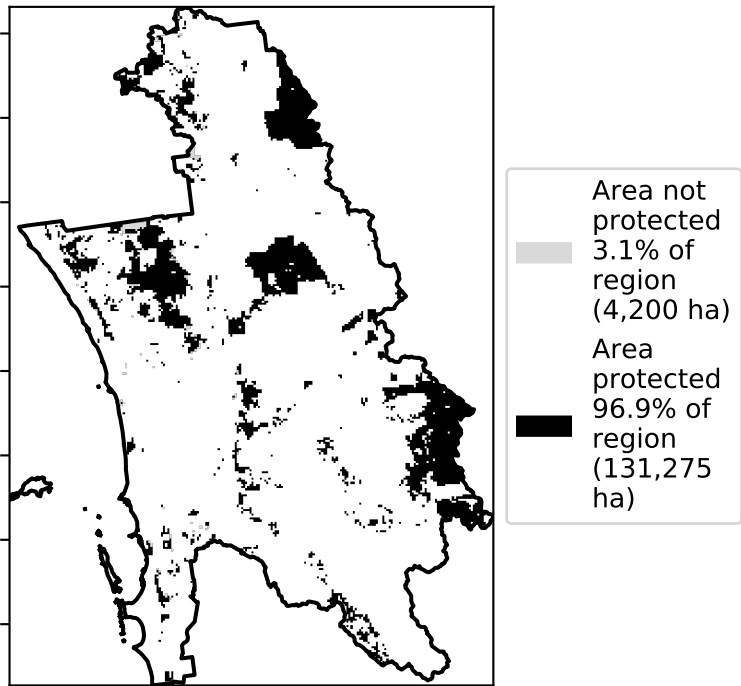 Area not
protected
3.1% of
region
(4,200 ha)
Area
protected
96.9% of
region
(131,275
ha)